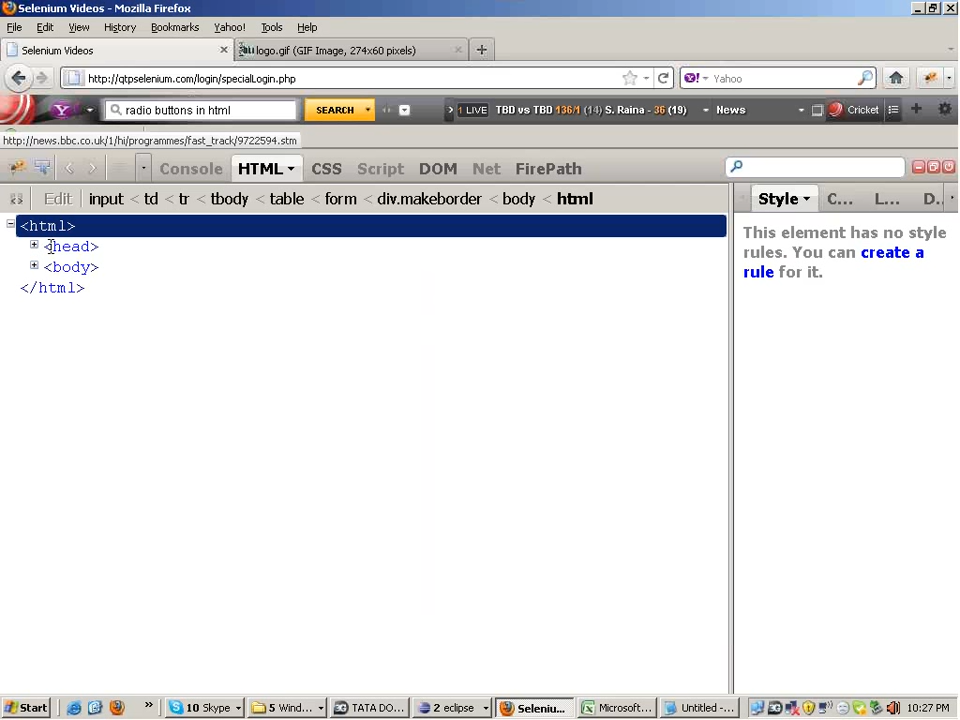 Selenium Videos - Mozilla Firefox
File Edit View History Bookmarks Yahoo! Tools Help
Selenium Videos logo.gif (GIF Image, 274x60 pixels)
http://qtpselenium.com/login/specialLogin.php Yahoo
radio buttons in html SEARCH 1 LIVE TBD vs TBD 136/1 (14) S. Raina - 36 (19) News Cricket
http://news.bbc.co.uk/1/hi/programmes/fast_track/9722594.stm
Console HTML CSS Script DOM Net FirePath
Edit input < td < tr < tbody < table < form < div.makeborder < body < html
Style C... L... D...
<html>
<head>
<body>
</html>
This element has no style
rules. You can create a
rule for it.
Start 10 Skype 5 Wind... TATA DO... 2 eclipse Seleniu... Microsoft... Untitled -... 10:27 PM